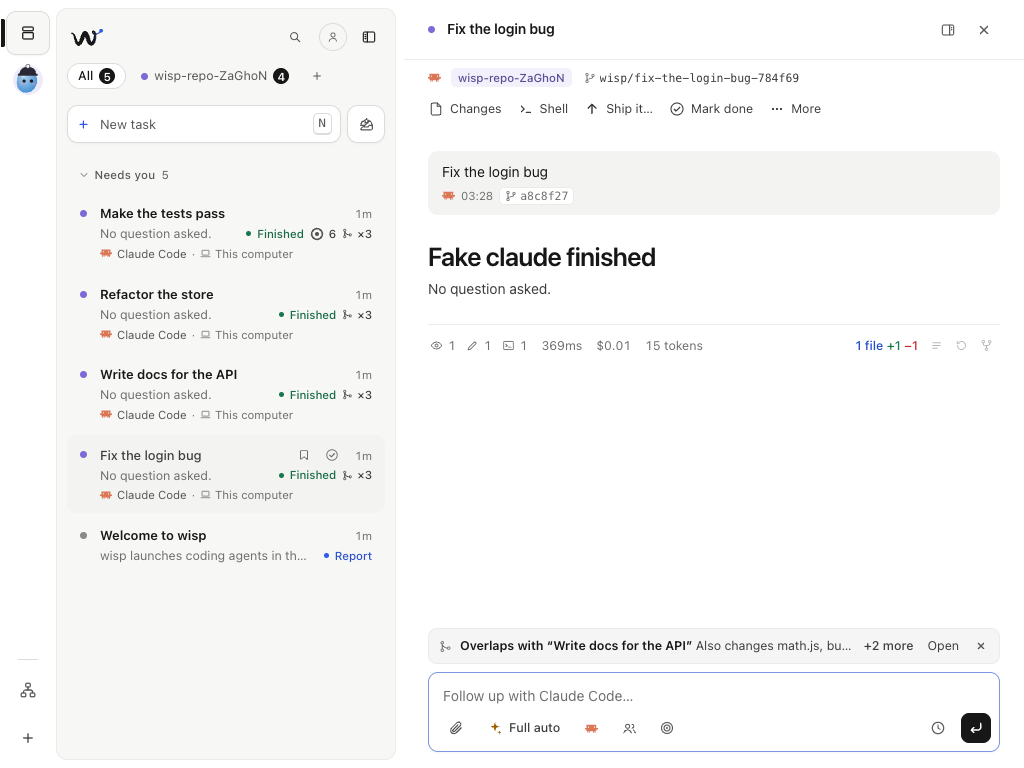 Fix the login bug
All 5
wisp-repo-ZaGhoN 4
wisp-repo-ZaGhoN
wisp/fix-the-login-bug-784f69
Changes
Shell
Ship it…
Mark done
More
New task
N
Needs you 5
Make the tests pass
1m
No question asked.
Finished
6
×3
Claude Code · This computer
Refactor the store
1m
No question asked.
Finished
×3
Claude Code · This computer
Write docs for the API
1m
No question asked.
Finished
×3
Claude Code · This computer
Fix the login bug
1m
No question asked.
Finished
×3
Claude Code · This computer
Welcome to wisp
1m
wisp launches coding agents in th…
Report
Fix the login bug
03:28
a8c8f27
Fake claude finished
No question asked.
1
1
1
369ms
$0.01
15 tokens
1 file +1 −1
Overlaps with “Write docs for the API” Also changes math.js, bu…
+2 more
Open
Follow up with Claude Code…
Full auto